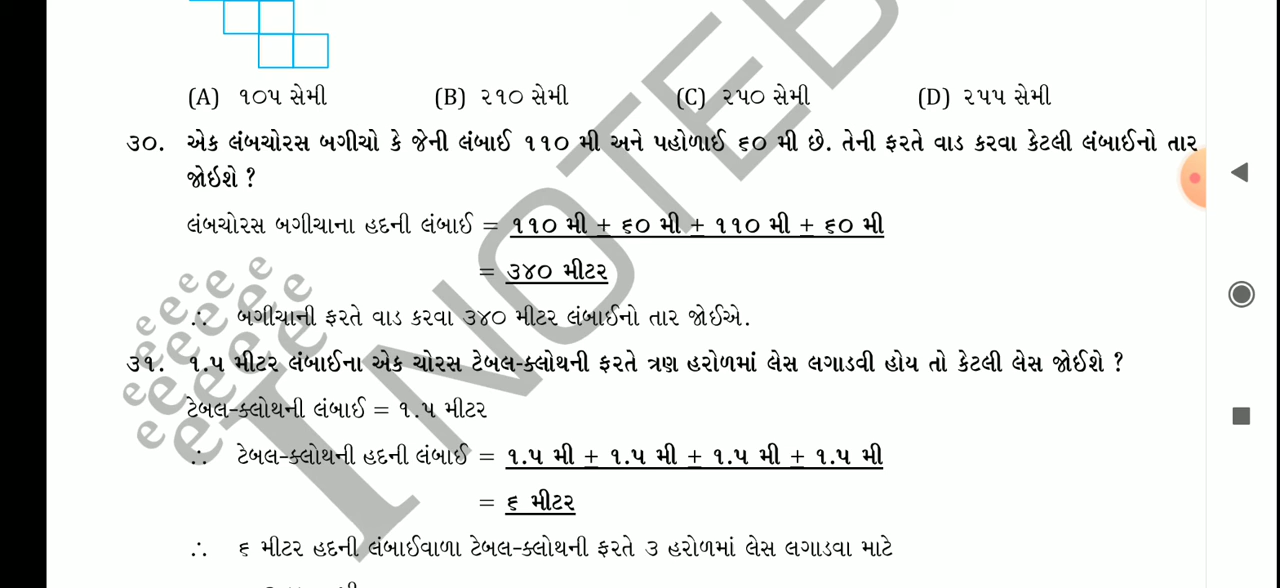 (A) ૧૦૫ સેમી (B) ૨૧૦ સેમી (C) ૨૫૦ સેમી (D) ૨૫૫ સેમી
૩૦. એક લંબચોરસ બગીચો કે જેની લંબાઈ ૧૧૦ મી અને પહોળાઈ ૬૦ મી છે. તેની ફરતે વાડ કરવા કેટલી લંબાઈનો તાર
જોઇશે ?
લંબચોરસ બગીચાના હદની લંબાઈ = ૧૧૦ મી + ૬૦ મી + ૧૧૦ મી + ૬૦ મી
= ૩૪૦ મીટર
∴ બગીચાની ફરતે વાડ કરવા ૩૪૦ મીટર લંબાઈનો તાર જોઈએ.
૩૧. ૧.૫ મીટર લંબાઈના એક ચોરસ ટેબલ-ક્લોથની ફરતે ત્રણ હરોળમાં લેસ લગાડવી હોય તો કેટલી લેસ જોઈશે ?
ટેબલ-ક્લોથની લંબાઈ = ૧.૫ મીટર
∴ ટેબલ-ક્લોથની હદની લંબાઈ = ૧.૫ મી + ૧.૫ મી + ૧.૫ મી + ૧.૫ મી
= ૬ મીટર
∴ ૬ મીટર હદની લંબાઈવાળા ટેબલ-ક્લોથની ફરતે ૩ હરોળમાં લેસ લગાડવા માટે